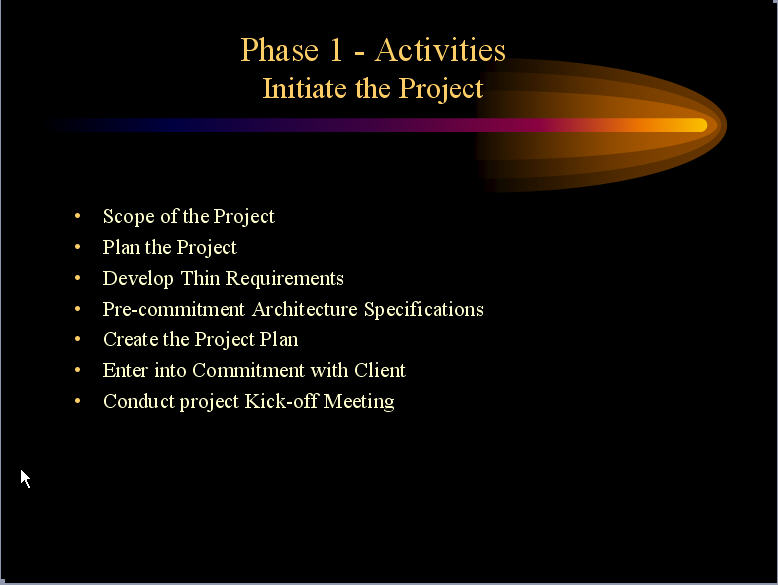 Phase 1 - Activities
Initiate the Project
• Scope of the Project
• Plan the Project
• Develop Thin Requirements
• Pre-commitment Architecture Specifications
• Create the Project Plan
• Enter into Commitment with Client
• Conduct project Kick-off Meeting